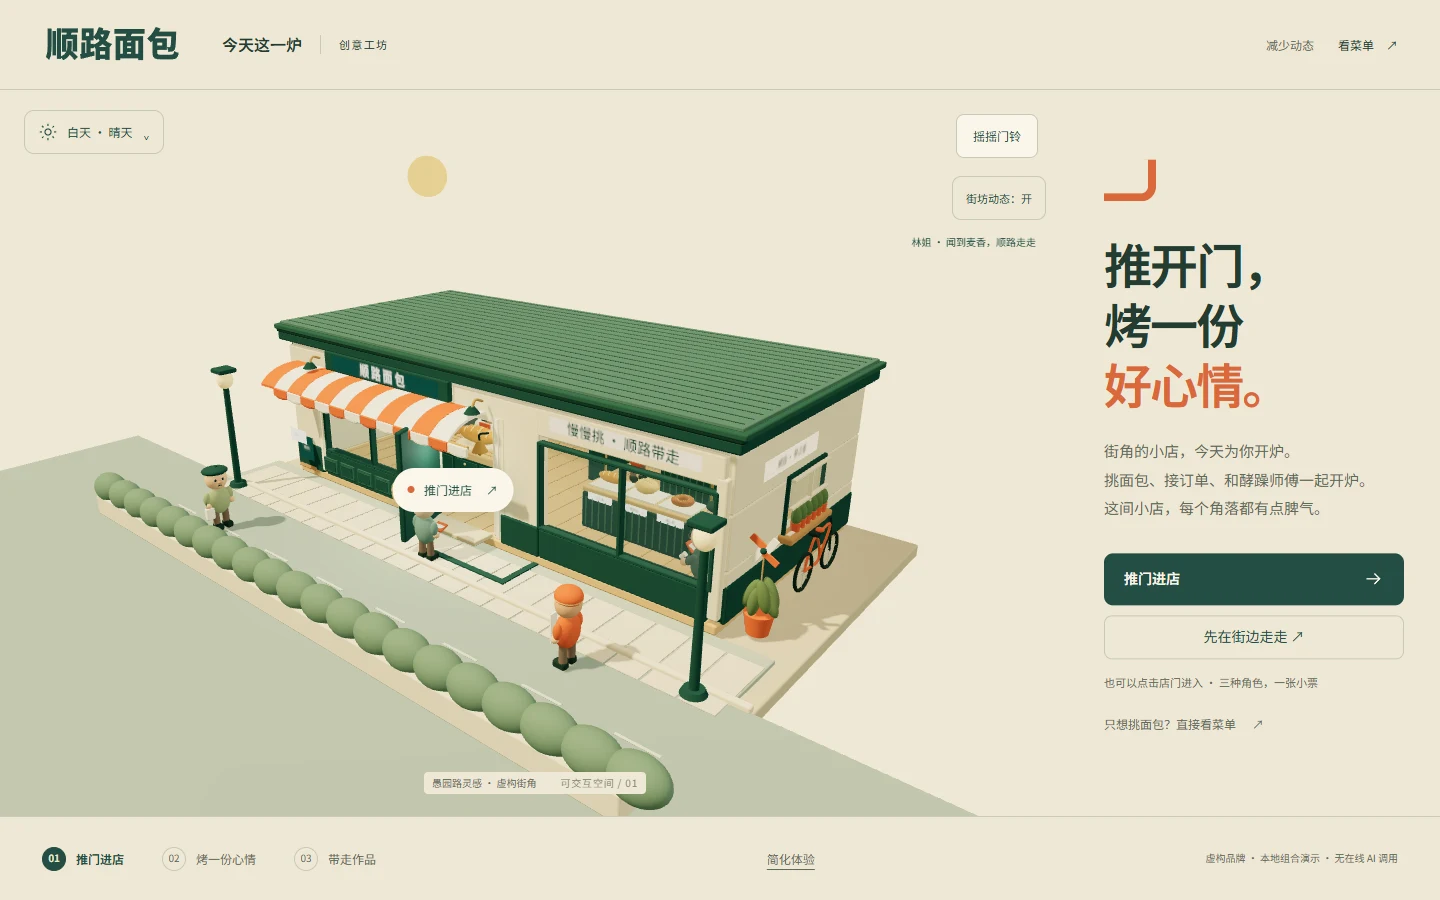 顺路面包
今天这一炉
创意工坊
减少动态
看菜单 ↗
白天 · 晴天
摇摇门铃
街坊动态：开
林姐 · 闻到麦香，顺路走走
顺路面包
慢慢挑 · 顺路带走
推门进店 ↗
愚园路灵感 · 虚构街角
可交互空间 / 01
推开门，
烤一份
好心情。
街角的小店，今天为你开炉。
挑面包、接订单、和酵躁师傅一起开炉。
这间小店，每个角落都有点脾气。
推门进店 →
先在街边走走 ↗
也可以点击店门进入 · 三种角色，一张小票
只想挑面包？直接看菜单 ↗
01 推门进店
02 烤一份心情
03 带走作品
简化体验
虚构品牌 · 本地组合演示 · 无在线 AI 调用